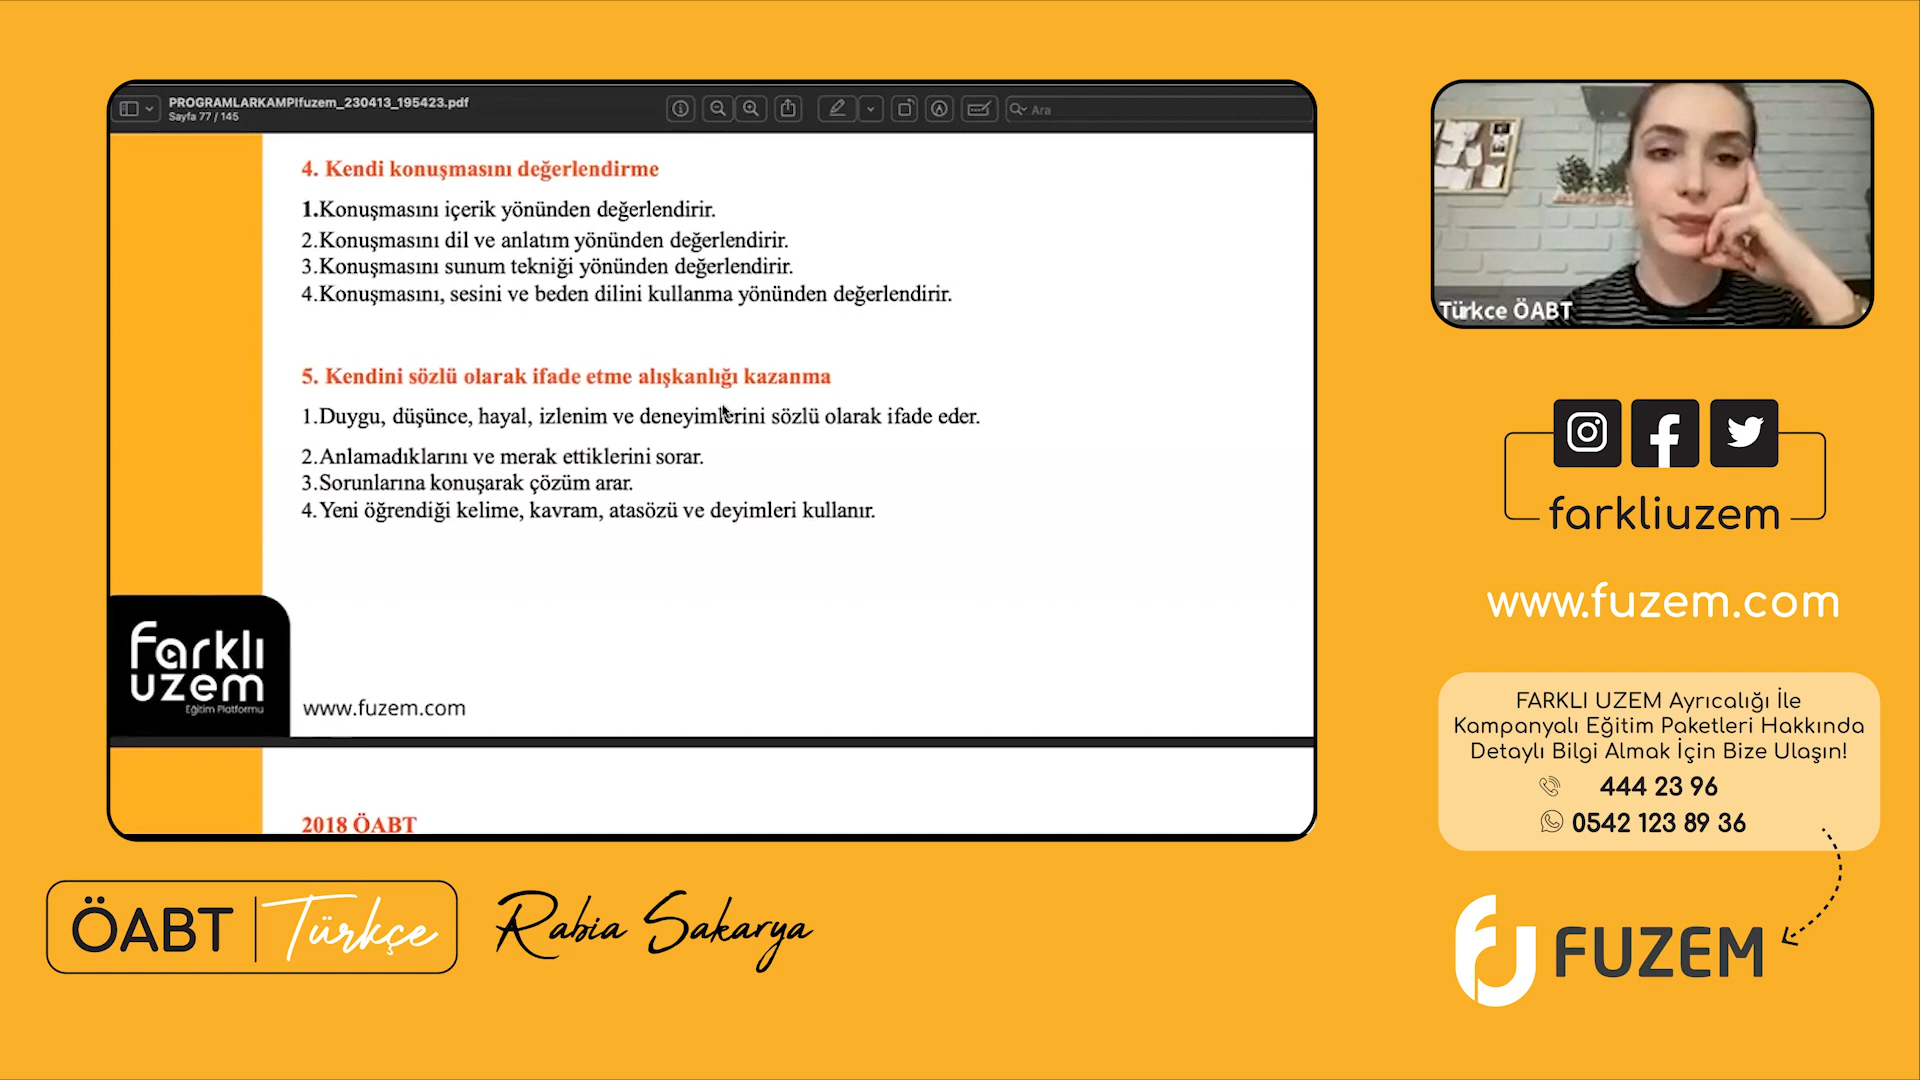 PROGRAMLARKAMPIfuzem_230413_195423.pdf
Sayfa 77 / 145
Ara
4. Kendi konuşmasını değerlendirme
1.Konuşmasını içerik yönünden değerlendirir.
2.Konuşmasını dil ve anlatım yönünden değerlendirir.
3.Konuşmasını sunum tekniği yönünden değerlendirir.
4.Konuşmasını, sesini ve beden dilini kullanma yönünden değerlendirir.
5. Kendini sözlü olarak ifade etme alışkanlığı kazanma
1.Duygu, düşünce, hayal, izlenim ve deneyimlerini sözlü olarak ifade eder.
2.Anlamadıklarını ve merak ettiklerini sorar.
3.Sorunlarına konuşarak çözüm arar.
4.Yeni öğrendiği kelime, kavram, atasözü ve deyimleri kullanır.
farklı
uzem
Eğitim Platformu
www.fuzem.com
2018 ÖABT
Türkce ÖABT
farkliuzem
www.fuzem.com
FARKLI UZEM Ayrıcalığı İle
Kampanyalı Eğitim Paketleri Hakkında
Detaylı Bilgi Almak İçin Bize Ulaşın!
444 23 96
0542 123 89 36
FUZEM
ÖABT Türkçe
Rabia Sakarya